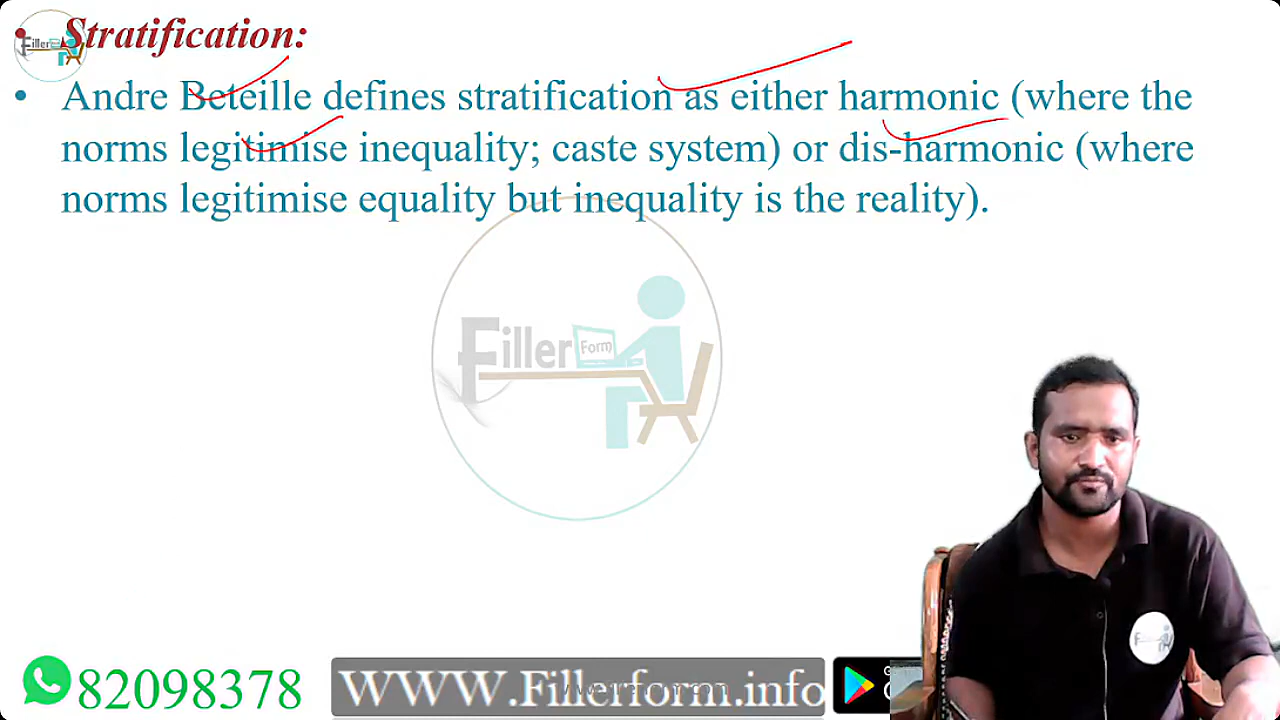 • Stratification:
• Andre Beteille defines stratification as either harmonic (where the
norms legitimise inequality; caste system) or dis-harmonic (where
norms legitimise equality but inequality is the reality).
Filler Form
82098378
WWW.Fillerform.info